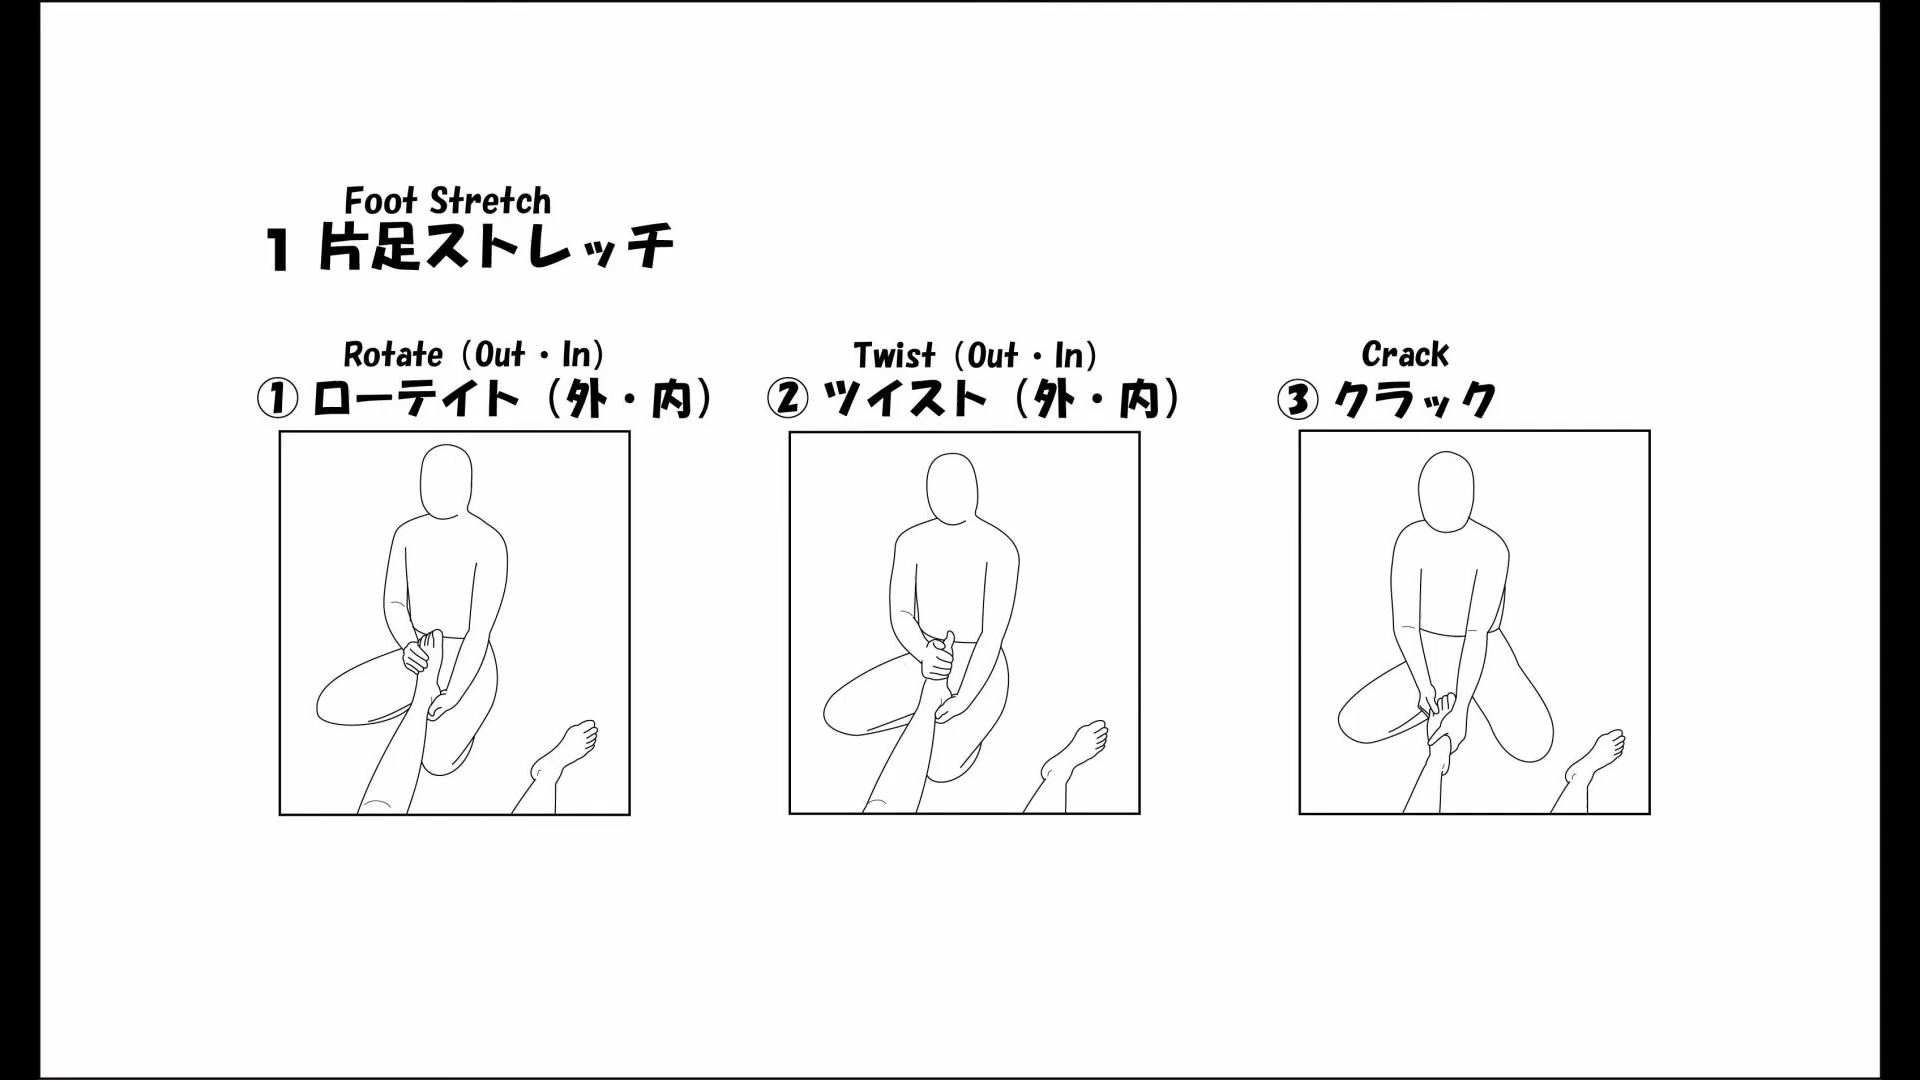 Foot Stretch
1 片足ストレッチ
Rotate（Out・In）
① ローテイト（外・内）
Twist（Out・In）
② ツイスト（外・内）
Crack
③ クラック